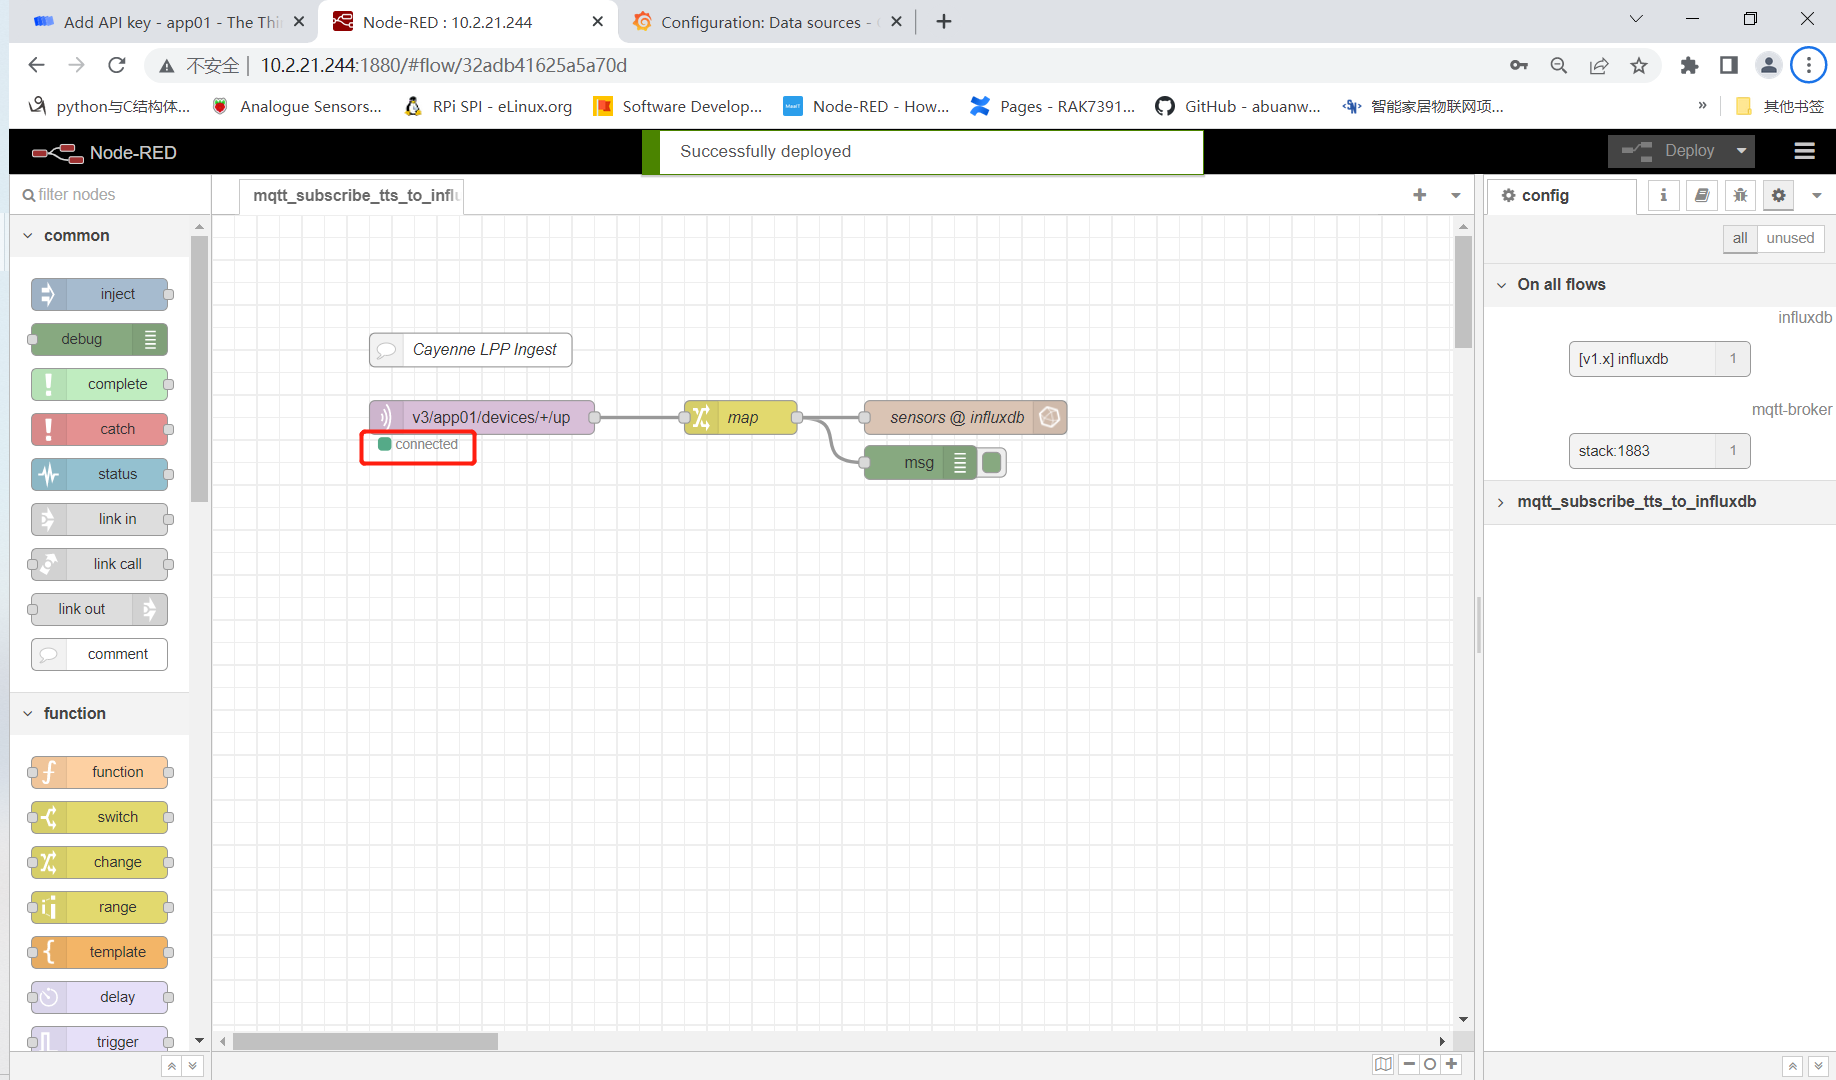 Add API key - app01 - The Thi
Node-RED : 10.2.21.244
Configuration: Data sources -
不安全
10.2.21.244:1880/#flow/32adb41625a5a70d
python与C结构体...
Analogue Sensors...
RPi SPI - eLinux.org
Software Develop...
Node-RED - How...
Pages - RAK7391...
GitHub - abuanw...
智能家居物联网项...
»
其他书签
Node-RED
Successfully deployed
Deploy
filter nodes
mqtt_subscribe_tts_to_influ
config
all
unused
common
inject
debug
complete
catch
status
link in
link call
link out
comment
function
function
switch
change
range
template
delay
trigger
Cayenne LPP Ingest
v3/app01/devices/+/up
connected
map
sensors @ influxdb
msg
On all flows
influxdb
[v1.x] influxdb
1
mqtt-broker
stack:1883
1
mqtt_subscribe_tts_to_influxdb